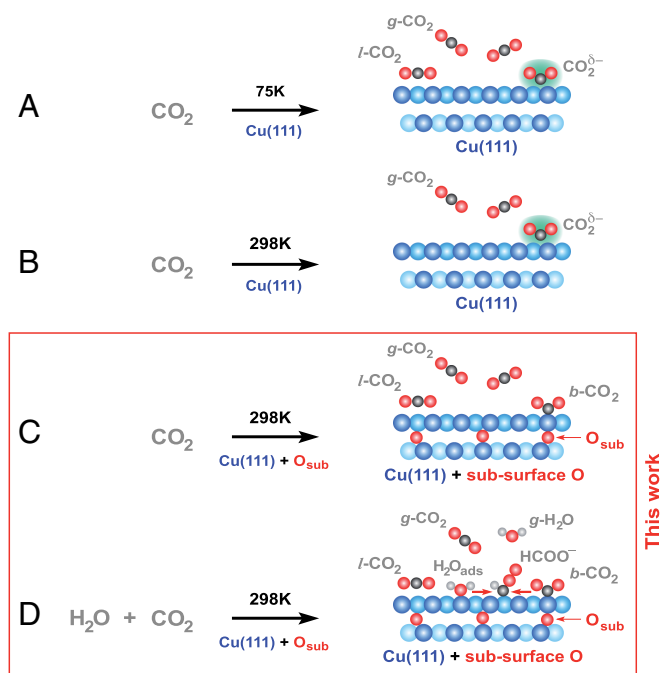 A
CO2
75K
Cu(111)
g-CO2
l-CO2
CO2δ−
Cu(111)
B
CO2
298K
Cu(111)
g-CO2
CO2δ−
Cu(111)
C
CO2
298K
Cu(111) + Osub
g-CO2
l-CO2
b-CO2
Osub
Cu(111) + sub-surface O
D
H2O + CO2
298K
Cu(111) + Osub
g-CO2
g-H2O
l-CO2
H2Oads
HCOO−
b-CO2
Osub
Cu(111) + sub-surface O
This work